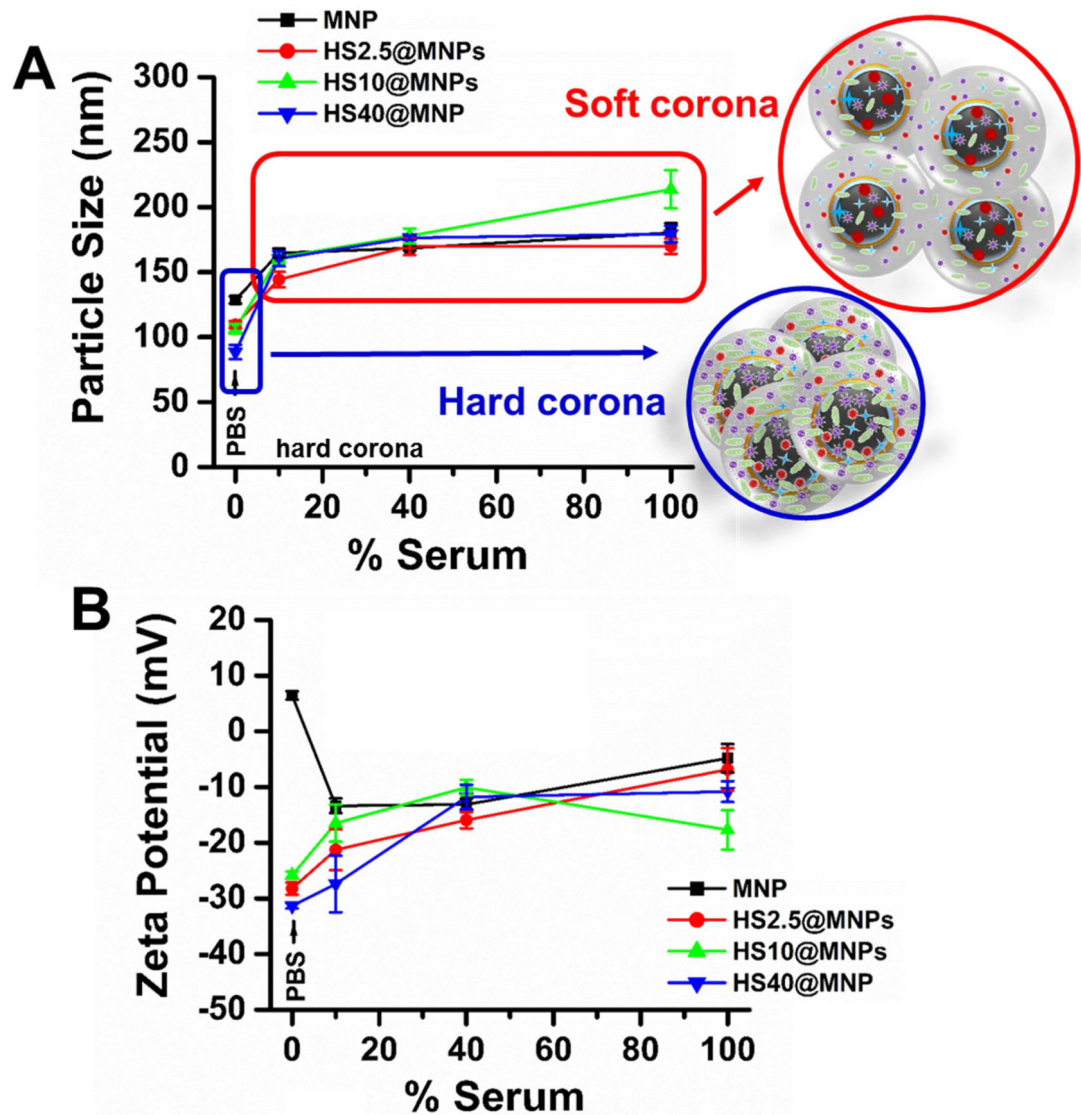 A
MNP
HS2.5@MNPs
HS10@MNPs
HS40@MNP
Particle Size (nm)
300
250
200
150
100
50
0
Soft corona
Hard corona
PBS
hard corona
0 20 40 60 80 100
% Serum
B
Zeta Potential (mV)
20
10
0
-10
-20
-30
-40
-50
MNP
HS2.5@MNPs
HS10@MNPs
HS40@MNP
PBS
0 20 40 60 80 100
% Serum